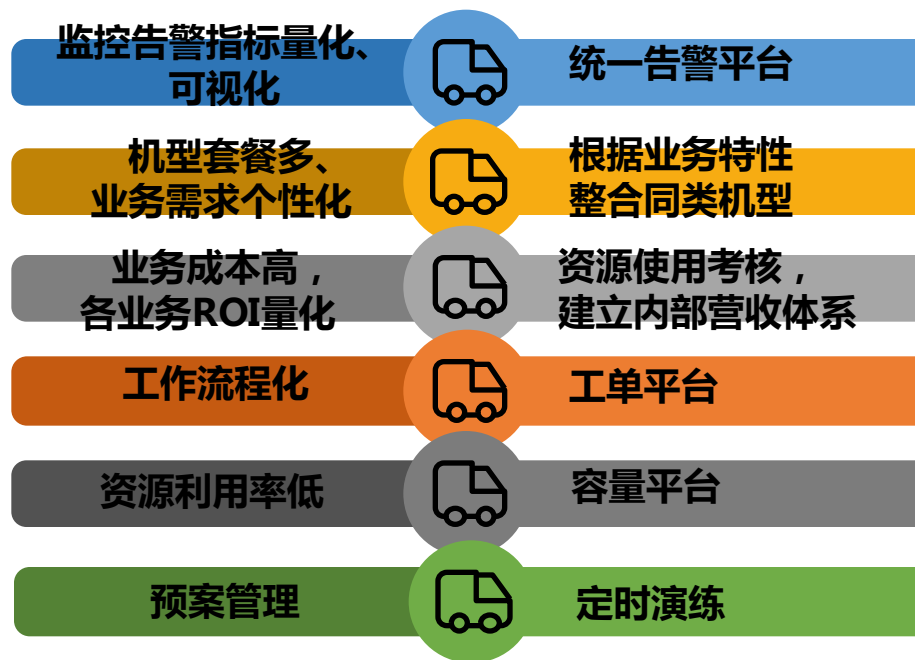 监控告警指标量化、
可视化
统一告警平台
机型套餐多、
业务需求个性化
根据业务特性
整合同类机型
业务成本高，
各业务ROI量化
资源使用考核，
建立内部营收体系
工作流程化
工单平台
资源利用率低
容量平台
预案管理
定时演练